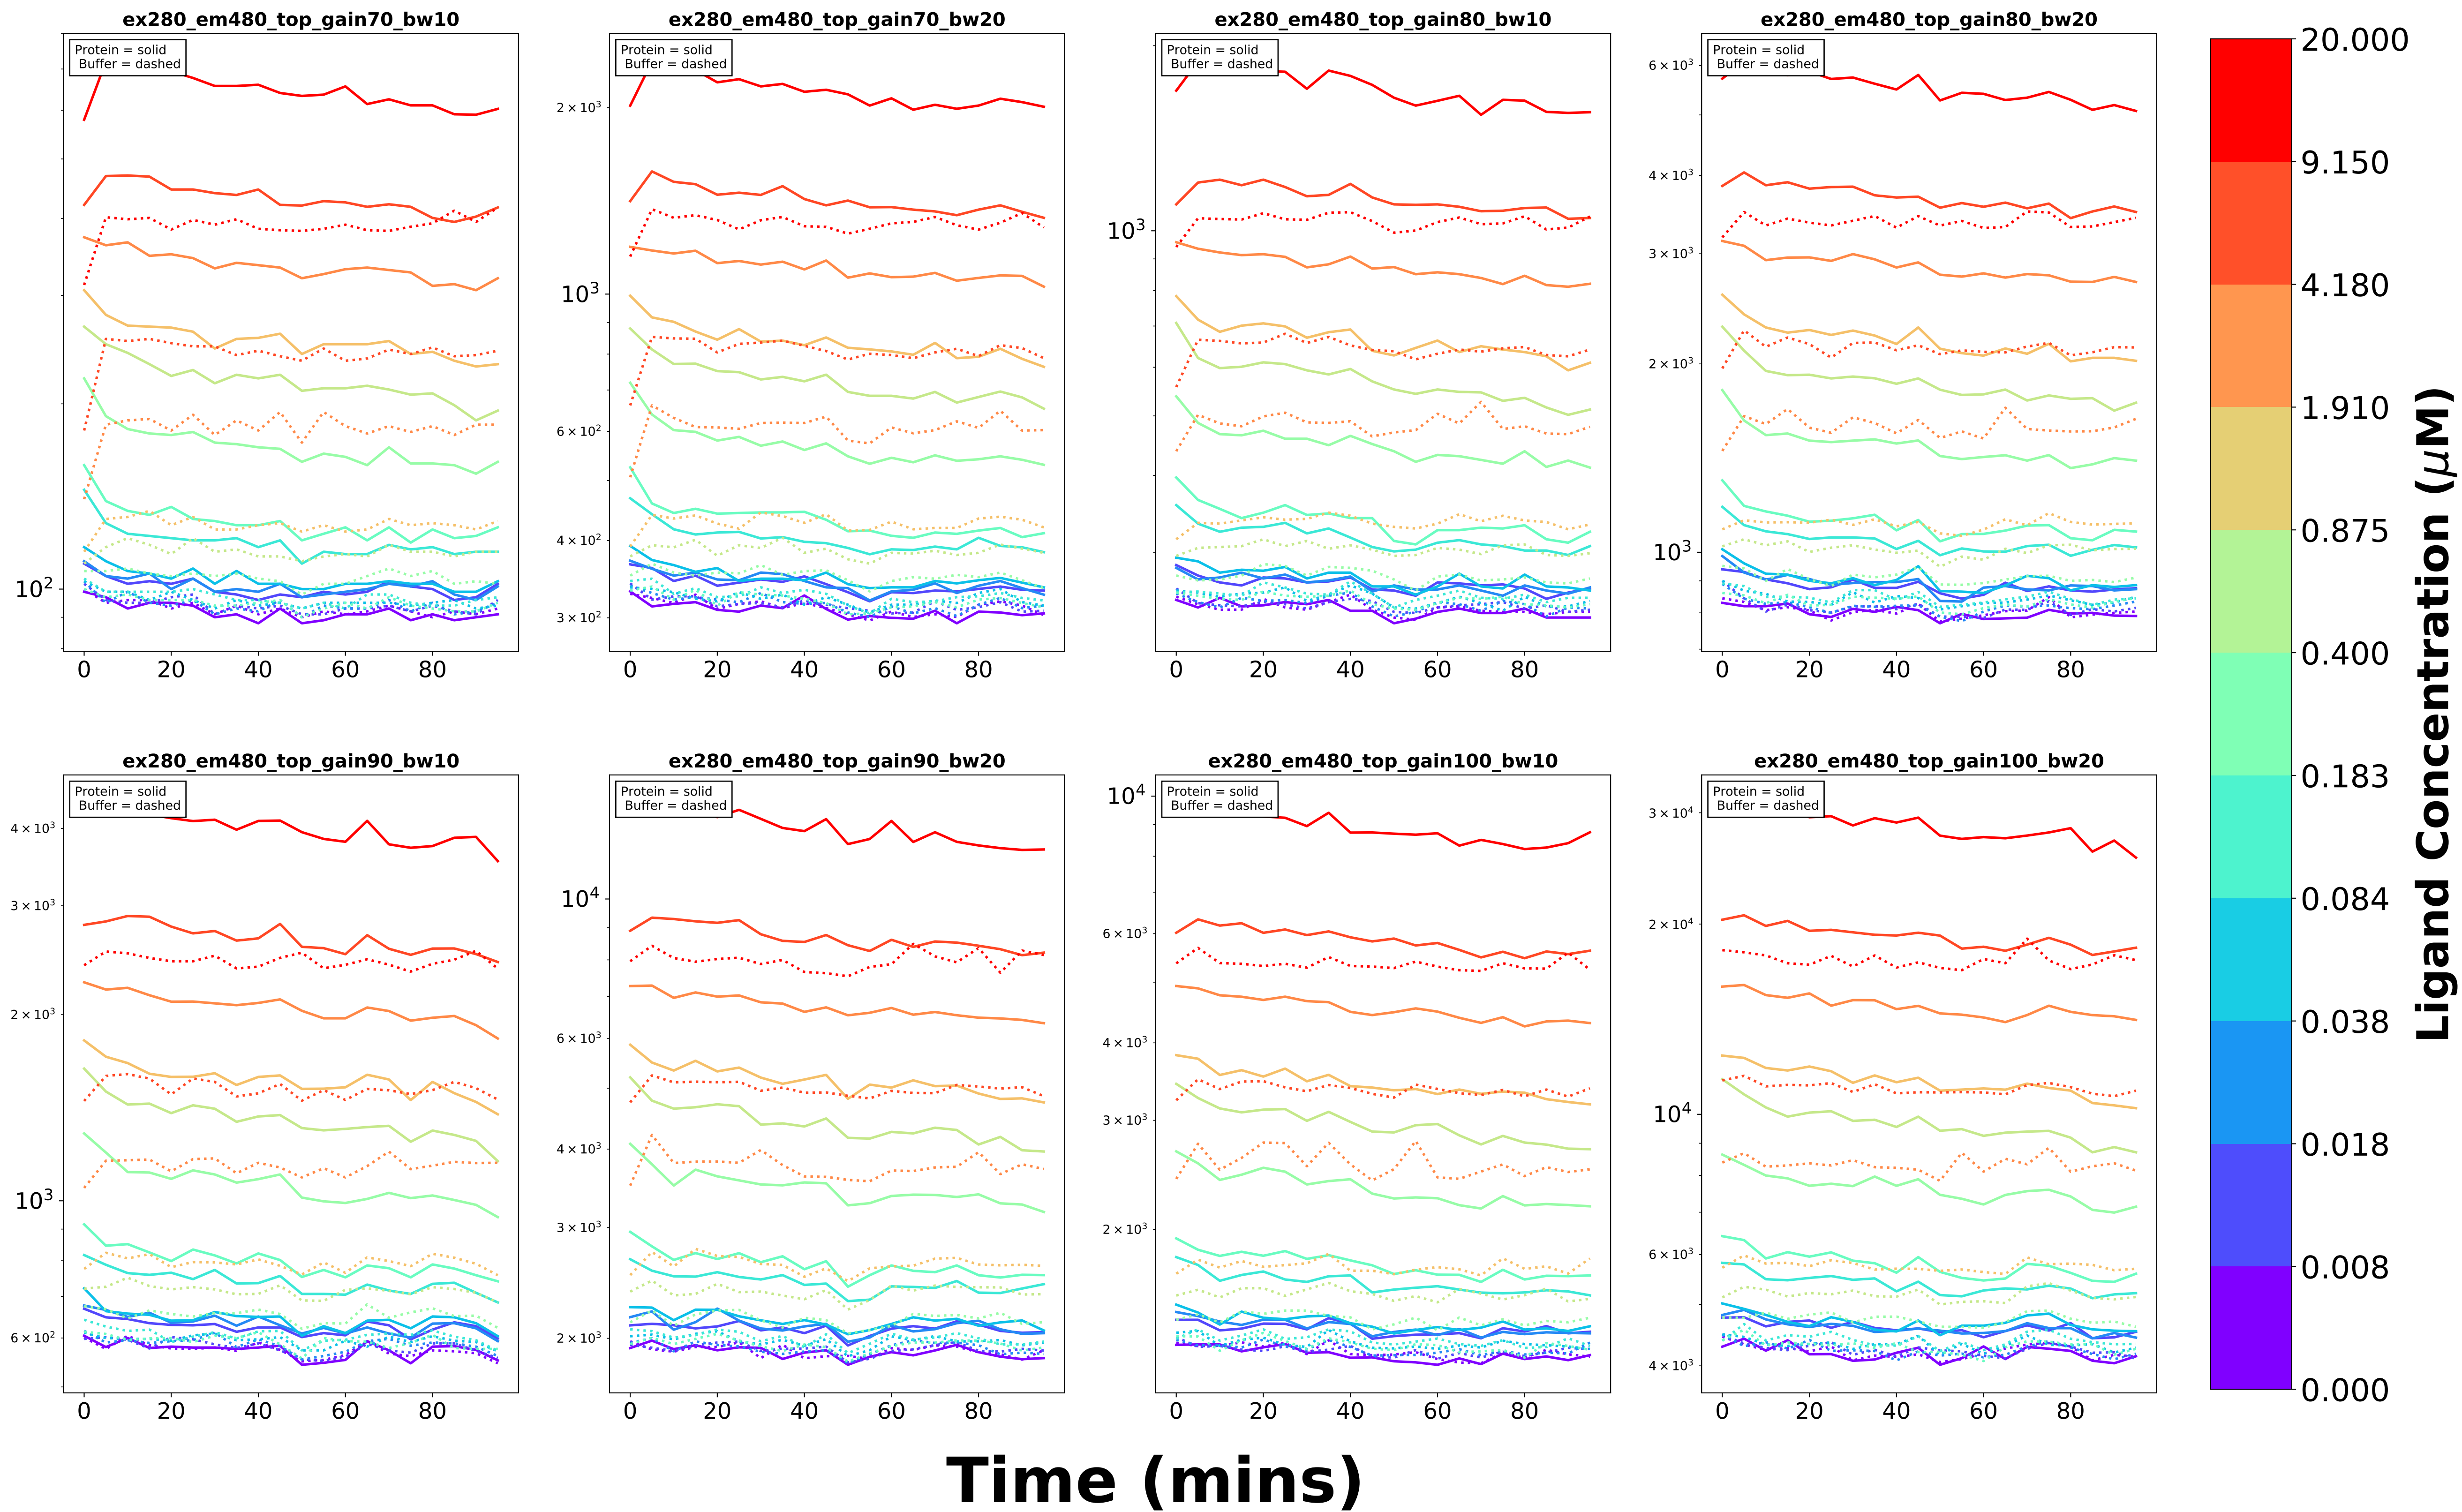 ex280_em480_top_gain70_bw10
Protein = solid
Buffer = dashed
10²
0 20 40 60 80
ex280_em480_top_gain70_bw20
Protein = solid
Buffer = dashed
2 × 10³
10³
6 × 10²
4 × 10²
3 × 10²
0 20 40 60 80
ex280_em480_top_gain80_bw10
Protein = solid
Buffer = dashed
10³
0 20 40 60 80
ex280_em480_top_gain80_bw20
Protein = solid
Buffer = dashed
6 × 10³
4 × 10³
3 × 10³
2 × 10³
10³
0 20 40 60 80
ex280_em480_top_gain90_bw10
Protein = solid
Buffer = dashed
4 × 10³
3 × 10³
2 × 10³
10³
6 × 10²
0 20 40 60 80
ex280_em480_top_gain90_bw20
Protein = solid
Buffer = dashed
10⁴
6 × 10³
4 × 10³
3 × 10³
2 × 10³
0 20 40 60 80
ex280_em480_top_gain100_bw10
Protein = solid
Buffer = dashed
10⁴
6 × 10³
4 × 10³
3 × 10³
2 × 10³
0 20 40 60 80
ex280_em480_top_gain100_bw20
Protein = solid
Buffer = dashed
3 × 10⁴
2 × 10⁴
10⁴
6 × 10³
4 × 10³
0 20 40 60 80
Time (mins)
20.000
9.150
4.180
1.910
0.875
0.400
0.183
0.084
0.038
0.018
0.008
0.000
Ligand Concentration (μM)